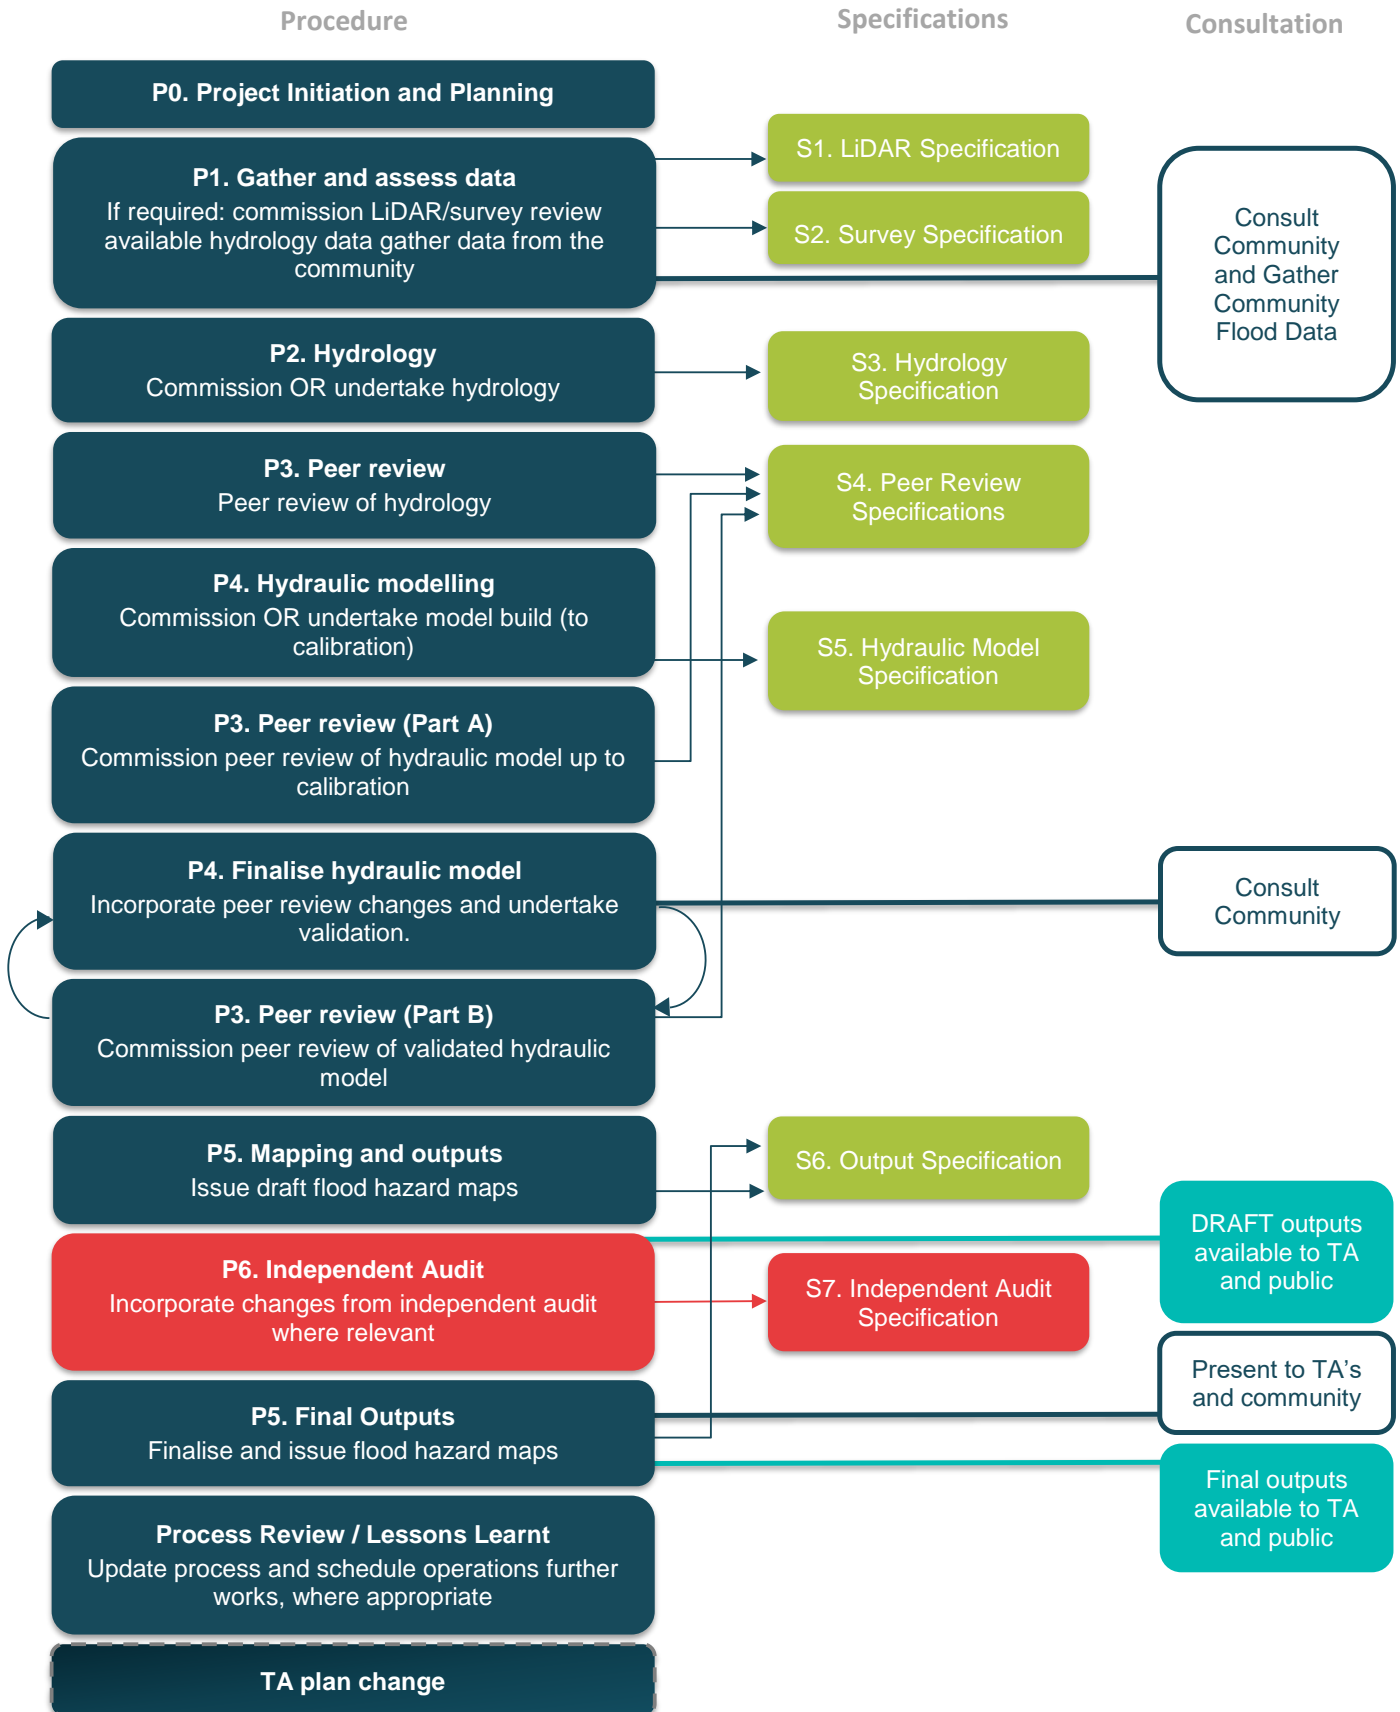 Procedure
Specifications
Consultation
P0. Project Initiation and Planning
P1. Gather and assess data
If required: commission LiDAR/survey review
available hydrology data gather data from the
community
S1. LiDAR Specification
S2. Survey Specification
Consult
Community
and Gather
Community
Flood Data
P2. Hydrology
Commission OR undertake hydrology
S3. Hydrology
Specification
P3. Peer review
Peer review of hydrology
S4. Peer Review
Specifications
P4. Hydraulic modelling
Commission OR undertake model build (to
calibration)
S5. Hydraulic Model
Specification
P3. Peer review (Part A)
Commission peer review of hydraulic model up to
calibration
P4. Finalise hydraulic model
Incorporate peer review changes and undertake
validation.
Consult
Community
P3. Peer review (Part B)
Commission peer review of validated hydraulic
model
P5. Mapping and outputs
Issue draft flood hazard maps
S6. Output Specification
DRAFT outputs
available to TA
and public
P6. Independent Audit
Incorporate changes from independent audit
where relevant
S7. Independent Audit
Specification
Present to TA's
and community
P5. Final Outputs
Finalise and issue flood hazard maps
Final outputs
available to TA
and public
Process Review / Lessons Learnt
Update process and schedule operations further
works, where appropriate
TA plan change